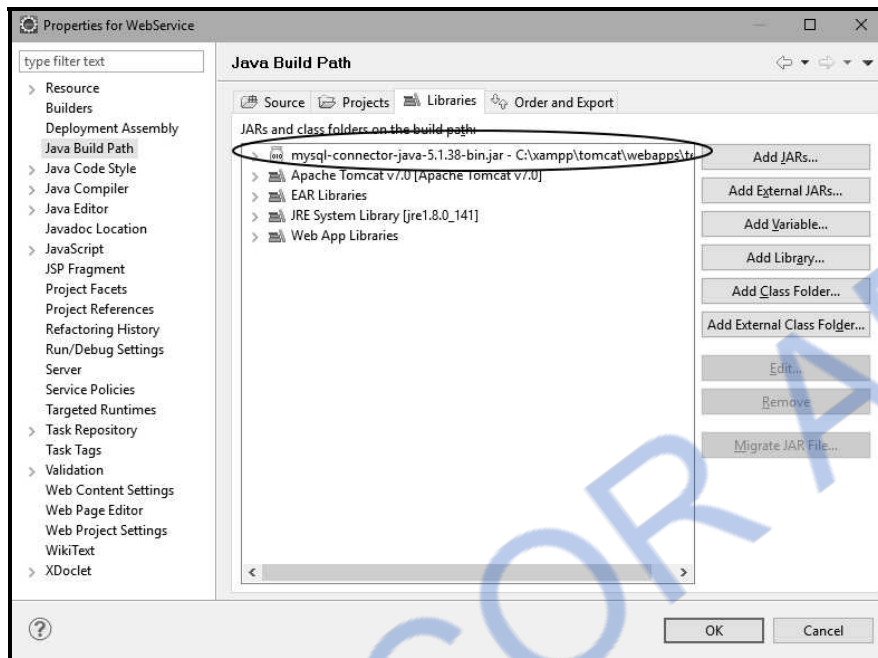 Properties for WebService
type filter text
Resource
Builders
Deployment Assembly
Java Build Path
Java Code Style
Java Compiler
Java Editor
Javadoc Location
JavaScript
JSP Fragment
Project Facets
Project References
Refactoring History
Run/Debug Settings
Server
Service Policies
Targeted Runtimes
Task Repository
Task Tags
Validation
Web Content Settings
Web Page Editor
Web Project Settings
WikiText
XDoclet
Java Build Path
Source Projects Libraries Order and Export
JARs and class folders on the build path:
mysql-connector-java-5.1.38-bin.jar - C:\xampp\tomcat\webapps\te
Apache Tomcat v7.0 [Apache Tomcat v7.0]
EAR Libraries
JRE System Library [jre1.8.0_141]
Web App Libraries
Add JARs...
Add External JARs...
Add Variable...
Add Library...
Add Class Folder...
Add External Class Folder...
Edit...
Remove
Migrate JAR File...
OK Cancel